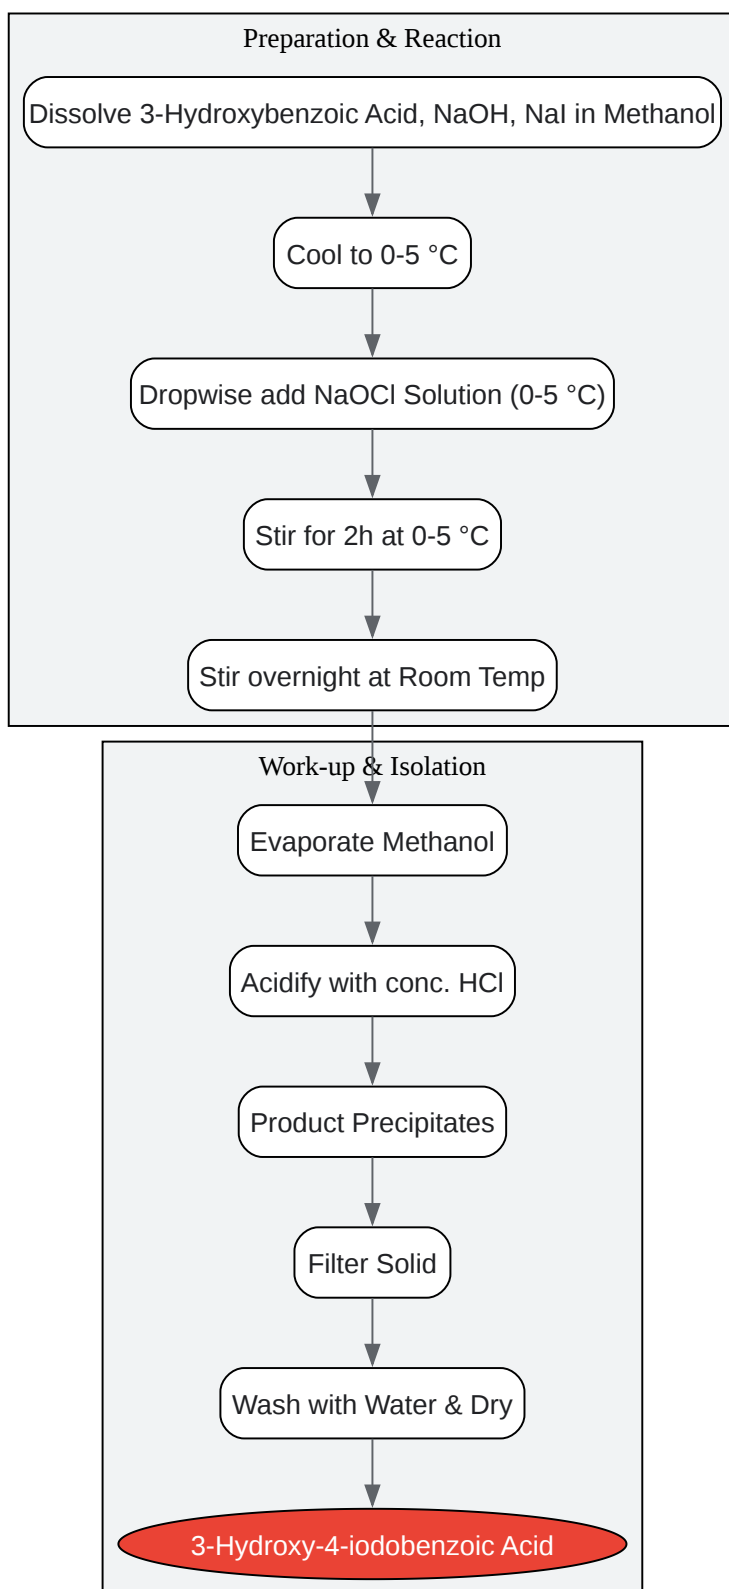 Preparation & Reaction
Dissolve 3-Hydroxybenzoic Acid, NaOH, NaI in Methanol
Cool to 0-5 °C
Dropwise add NaOCl Solution (0-5 °C)
Stir for 2h at 0-5 °C
Stir overnight at Room Temp
Work-up & Isolation
Evaporate Methanol
Acidify with conc. HCl
Product Precipitates
Filter Solid
Wash with Water & Dry
3-Hydroxy-4-iodobenzoic Acid